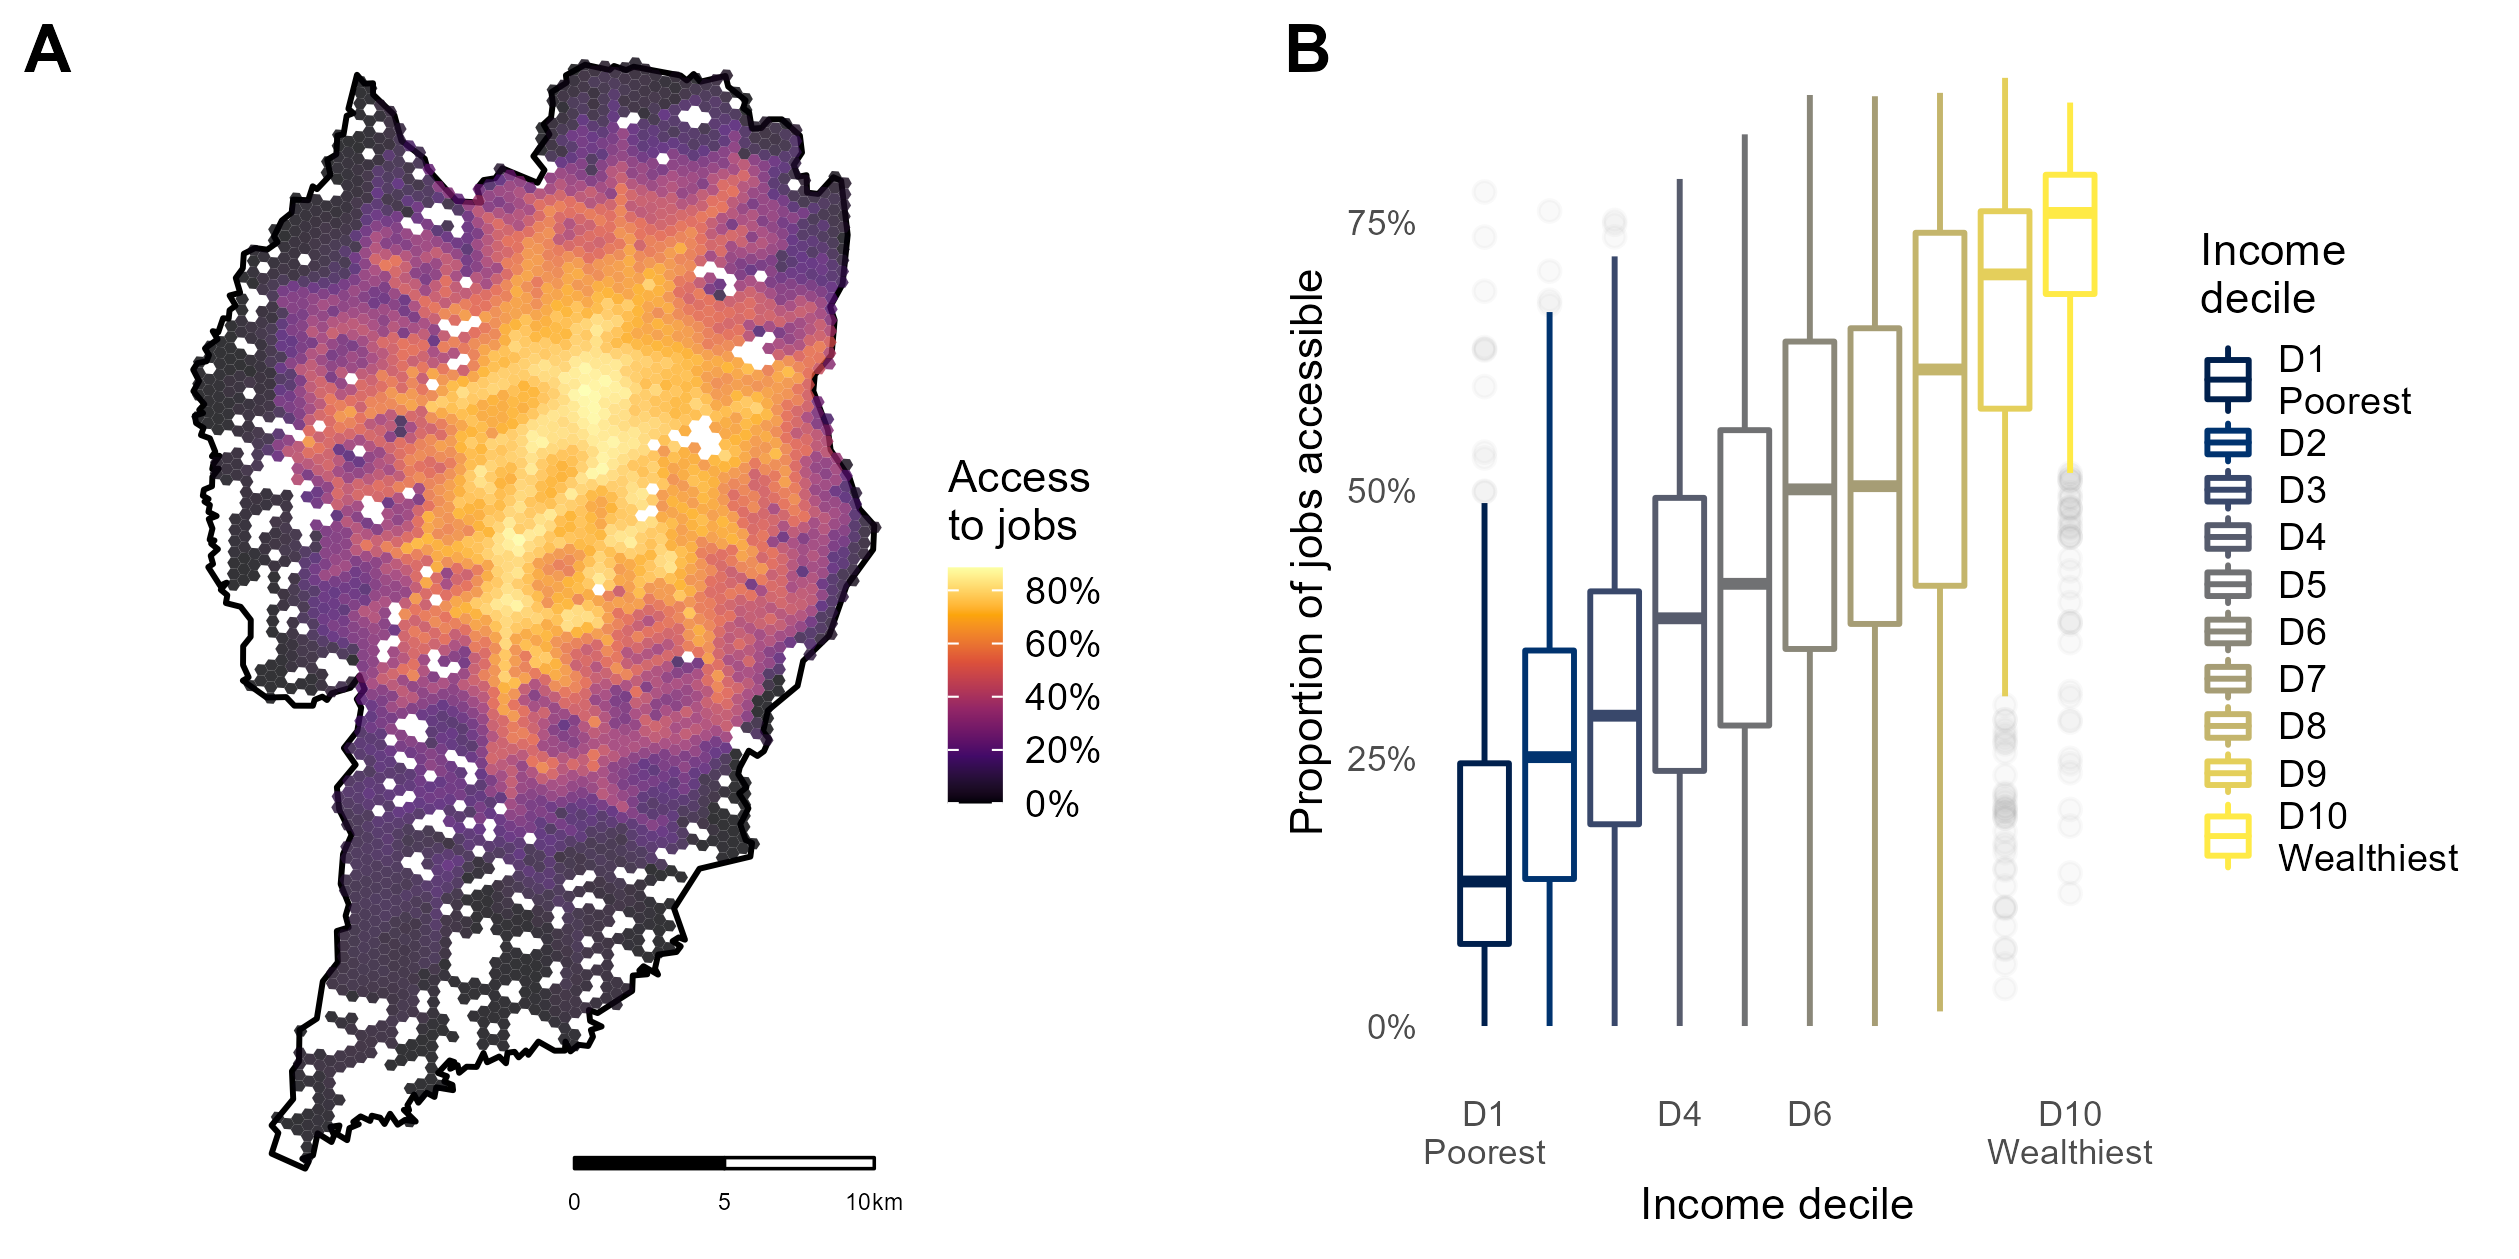 A
Access
to jobs
80%
60%
40%
20%
0%
0
5
10km
B
Proportion of jobs accessible
75%
50%
25%
0%
D1
Poorest
D4
D6
D10
Wealthiest
Income decile
Income
decile
D1
Poorest
D2
D3
D4
D5
D6
D7
D8
D9
D10
Wealthiest